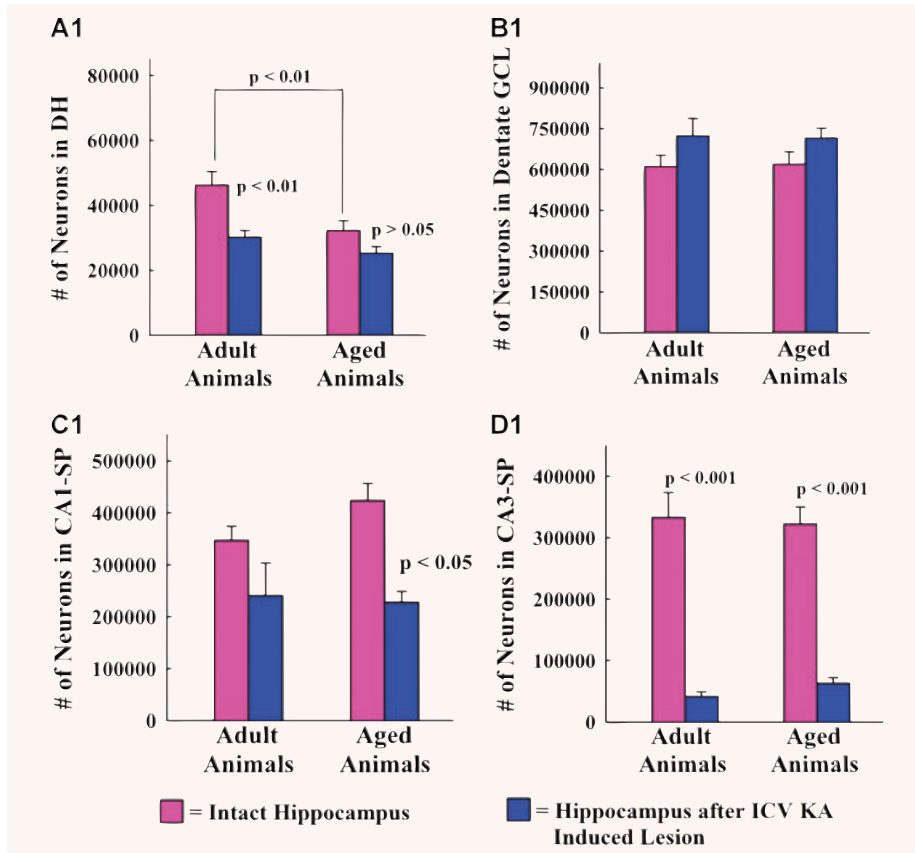 A1
# of Neurons in DH
80000
60000
40000
20000
0
p < 0.01
p < 0.01
p > 0.05
Adult
Animals
Aged
Animals
B1
# of Neurons in Dentate GCL
900000
750000
600000
450000
300000
150000
0
Adult
Animals
Aged
Animals
C1
# of Neurons in CA1-SP
500000
400000
300000
200000
100000
0
p < 0.05
Adult
Animals
Aged
Animals
D1
# of Neurons in CA3-SP
400000
300000
200000
100000
0
p < 0.001
p < 0.001
Adult
Animals
Aged
Animals
= Intact Hippocampus
= Hippocampus after ICV KA
Induced Lesion